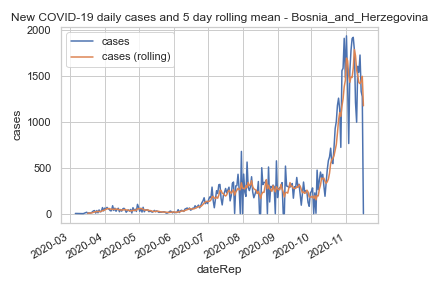 New COVID-19 daily cases and 5 day rolling mean - Bosnia_and_Herzegovina
cases
cases (rolling)
2000
1500
1000
500
0
cases
2020-03
2020-04
2020-05
2020-06
2020-07
2020-08
2020-09
2020-10
2020-11
dateRep